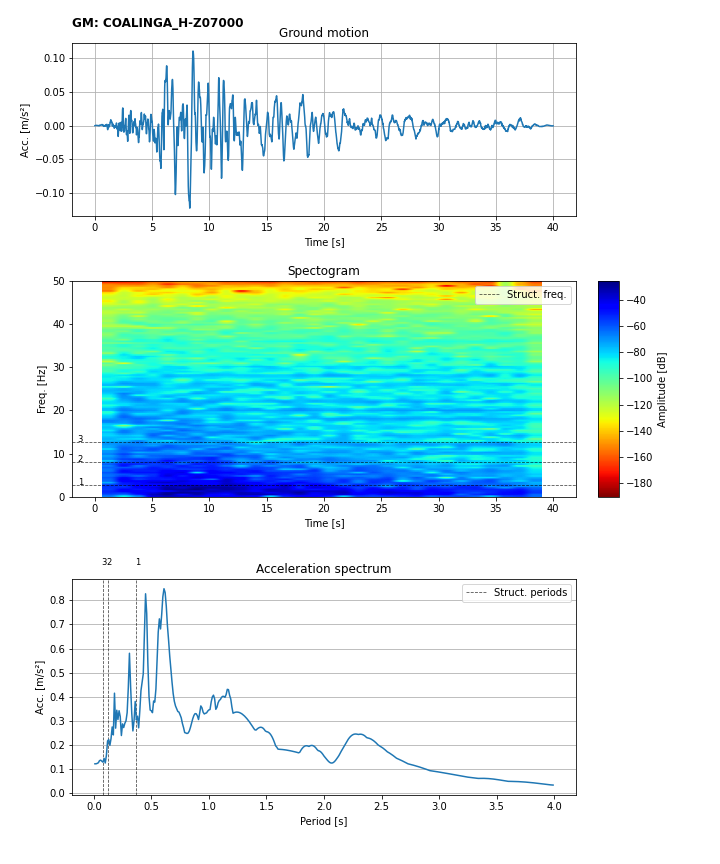 GM: COALINGA_H-Z07000
Ground motion
Acc. [m/s²]
0.10
0.05
0.00
−0.05
−0.10
0 5 10 15 20 25 30 35 40
Time [s]
Spectogram
Freq. [Hz]
50
40
30
20
10
0
Struct. freq.
3
2
1
0 5 10 15 20 25 30 35 40
Time [s]
−40
−60
−80
−100
−120
−140
−160
−180
Amplitude [dB]
32 1
Acceleration spectrum
Acc. [m/s²]
0.8
0.7
0.6
0.5
0.4
0.3
0.2
0.1
0.0
Struct. periods
0.0 0.5 1.0 1.5 2.0 2.5 3.0 3.5 4.0
Period [s]